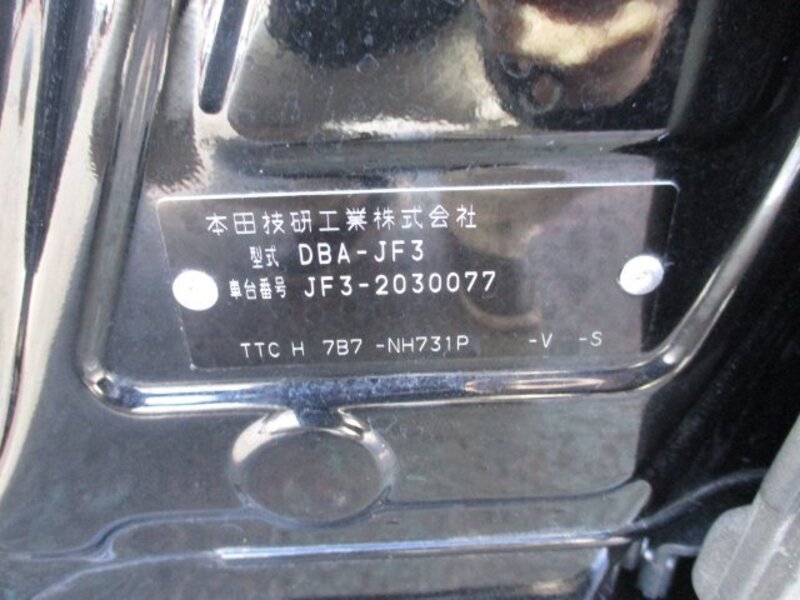 本田技研工業株式会社
型式 DBA-JF3
車台番号 JF3-2030077
TTC H 7B7 -NH731P -V -S